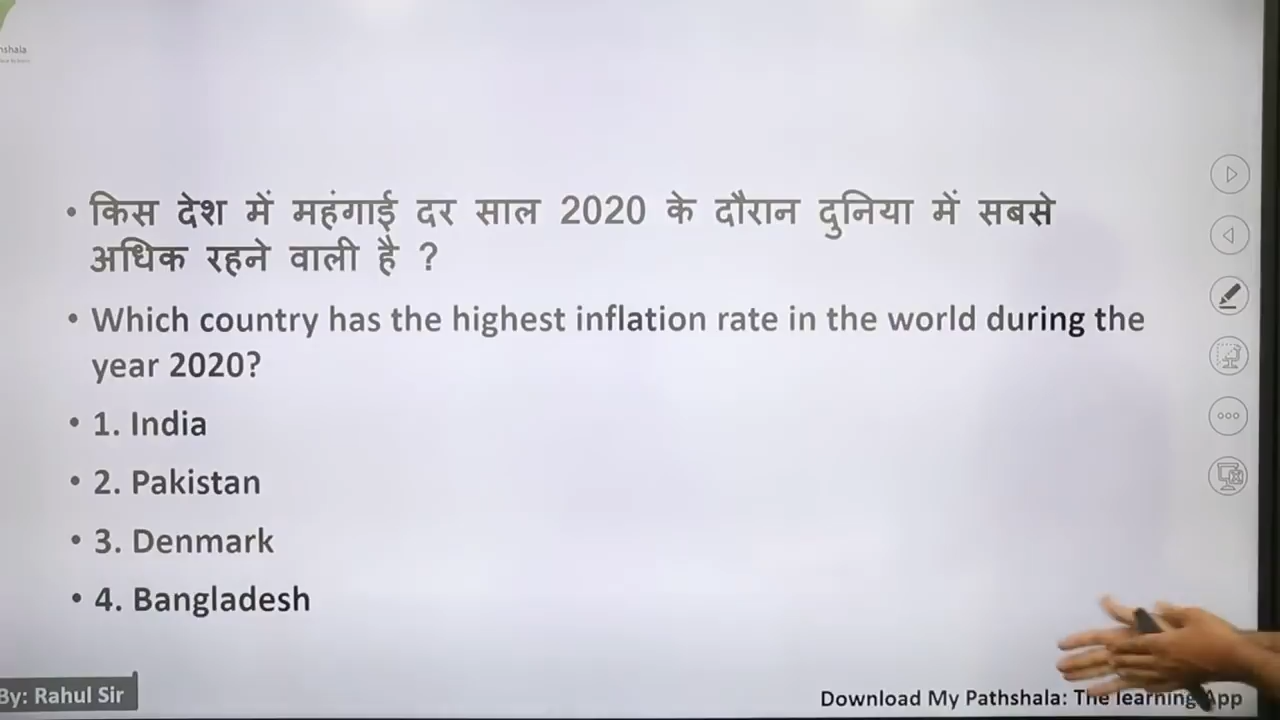 nshala
• किस देश में महंगाई दर साल 2020 के दौरान दुनिया में सबसे
अधिक रहने वाली है ?
• Which country has the highest inflation rate in the world during the
year 2020?
• 1. India
• 2. Pakistan
• 3. Denmark
• 4. Bangladesh
By: Rahul Sir
Download My Pathshala: The learning App